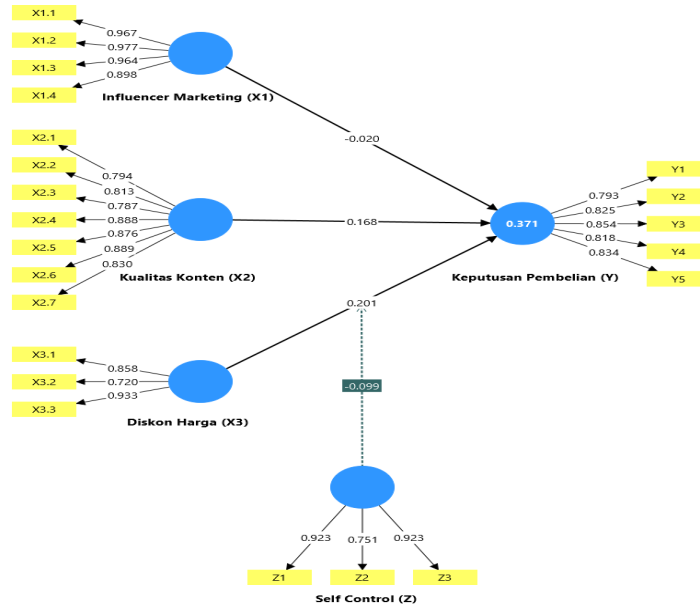 X1.1
X1.2
X1.3
X1.4
0.967
0.977
0.964
0.898
Influencer Marketing (X1)
-0.020
X2.1
X2.2
X2.3
X2.4
X2.5
X2.6
X2.7
0.794
0.813
0.787
0.888
0.876
0.889
0.830
Kualitas Konten (X2)
0.168
X3.1
X3.2
X3.3
0.858
0.720
0.933
Diskon Harga (X3)
0.201
0.371
Keputusan Pembelian (Y)
0.793
0.825
0.854
0.818
0.834
Y1
Y2
Y3
Y4
Y5
-0.099
0.923
0.751
0.923
Z1
Z2
Z3
Self Control (Z)